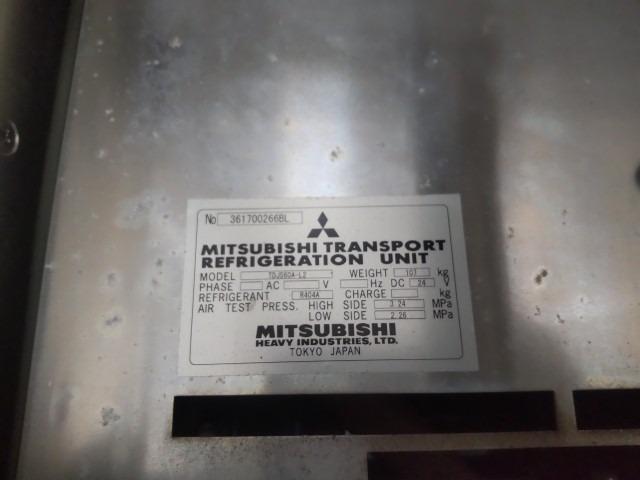 No 361700266BL
MITSUBISHI TRANSPORT
REFRIGERATION UNIT
MODEL TDJS60A-L2 WEIGHT 107 kg
PHASE AC V Hz DC 24 V
REFRIGERANT R404A CHARGE kg
AIR TEST PRESS. HIGH SIDE 3.24 MPa
LOW SIDE 2.26 MPa
MITSUBISHI
HEAVY INDUSTRIES, LTD.
TOKYO JAPAN